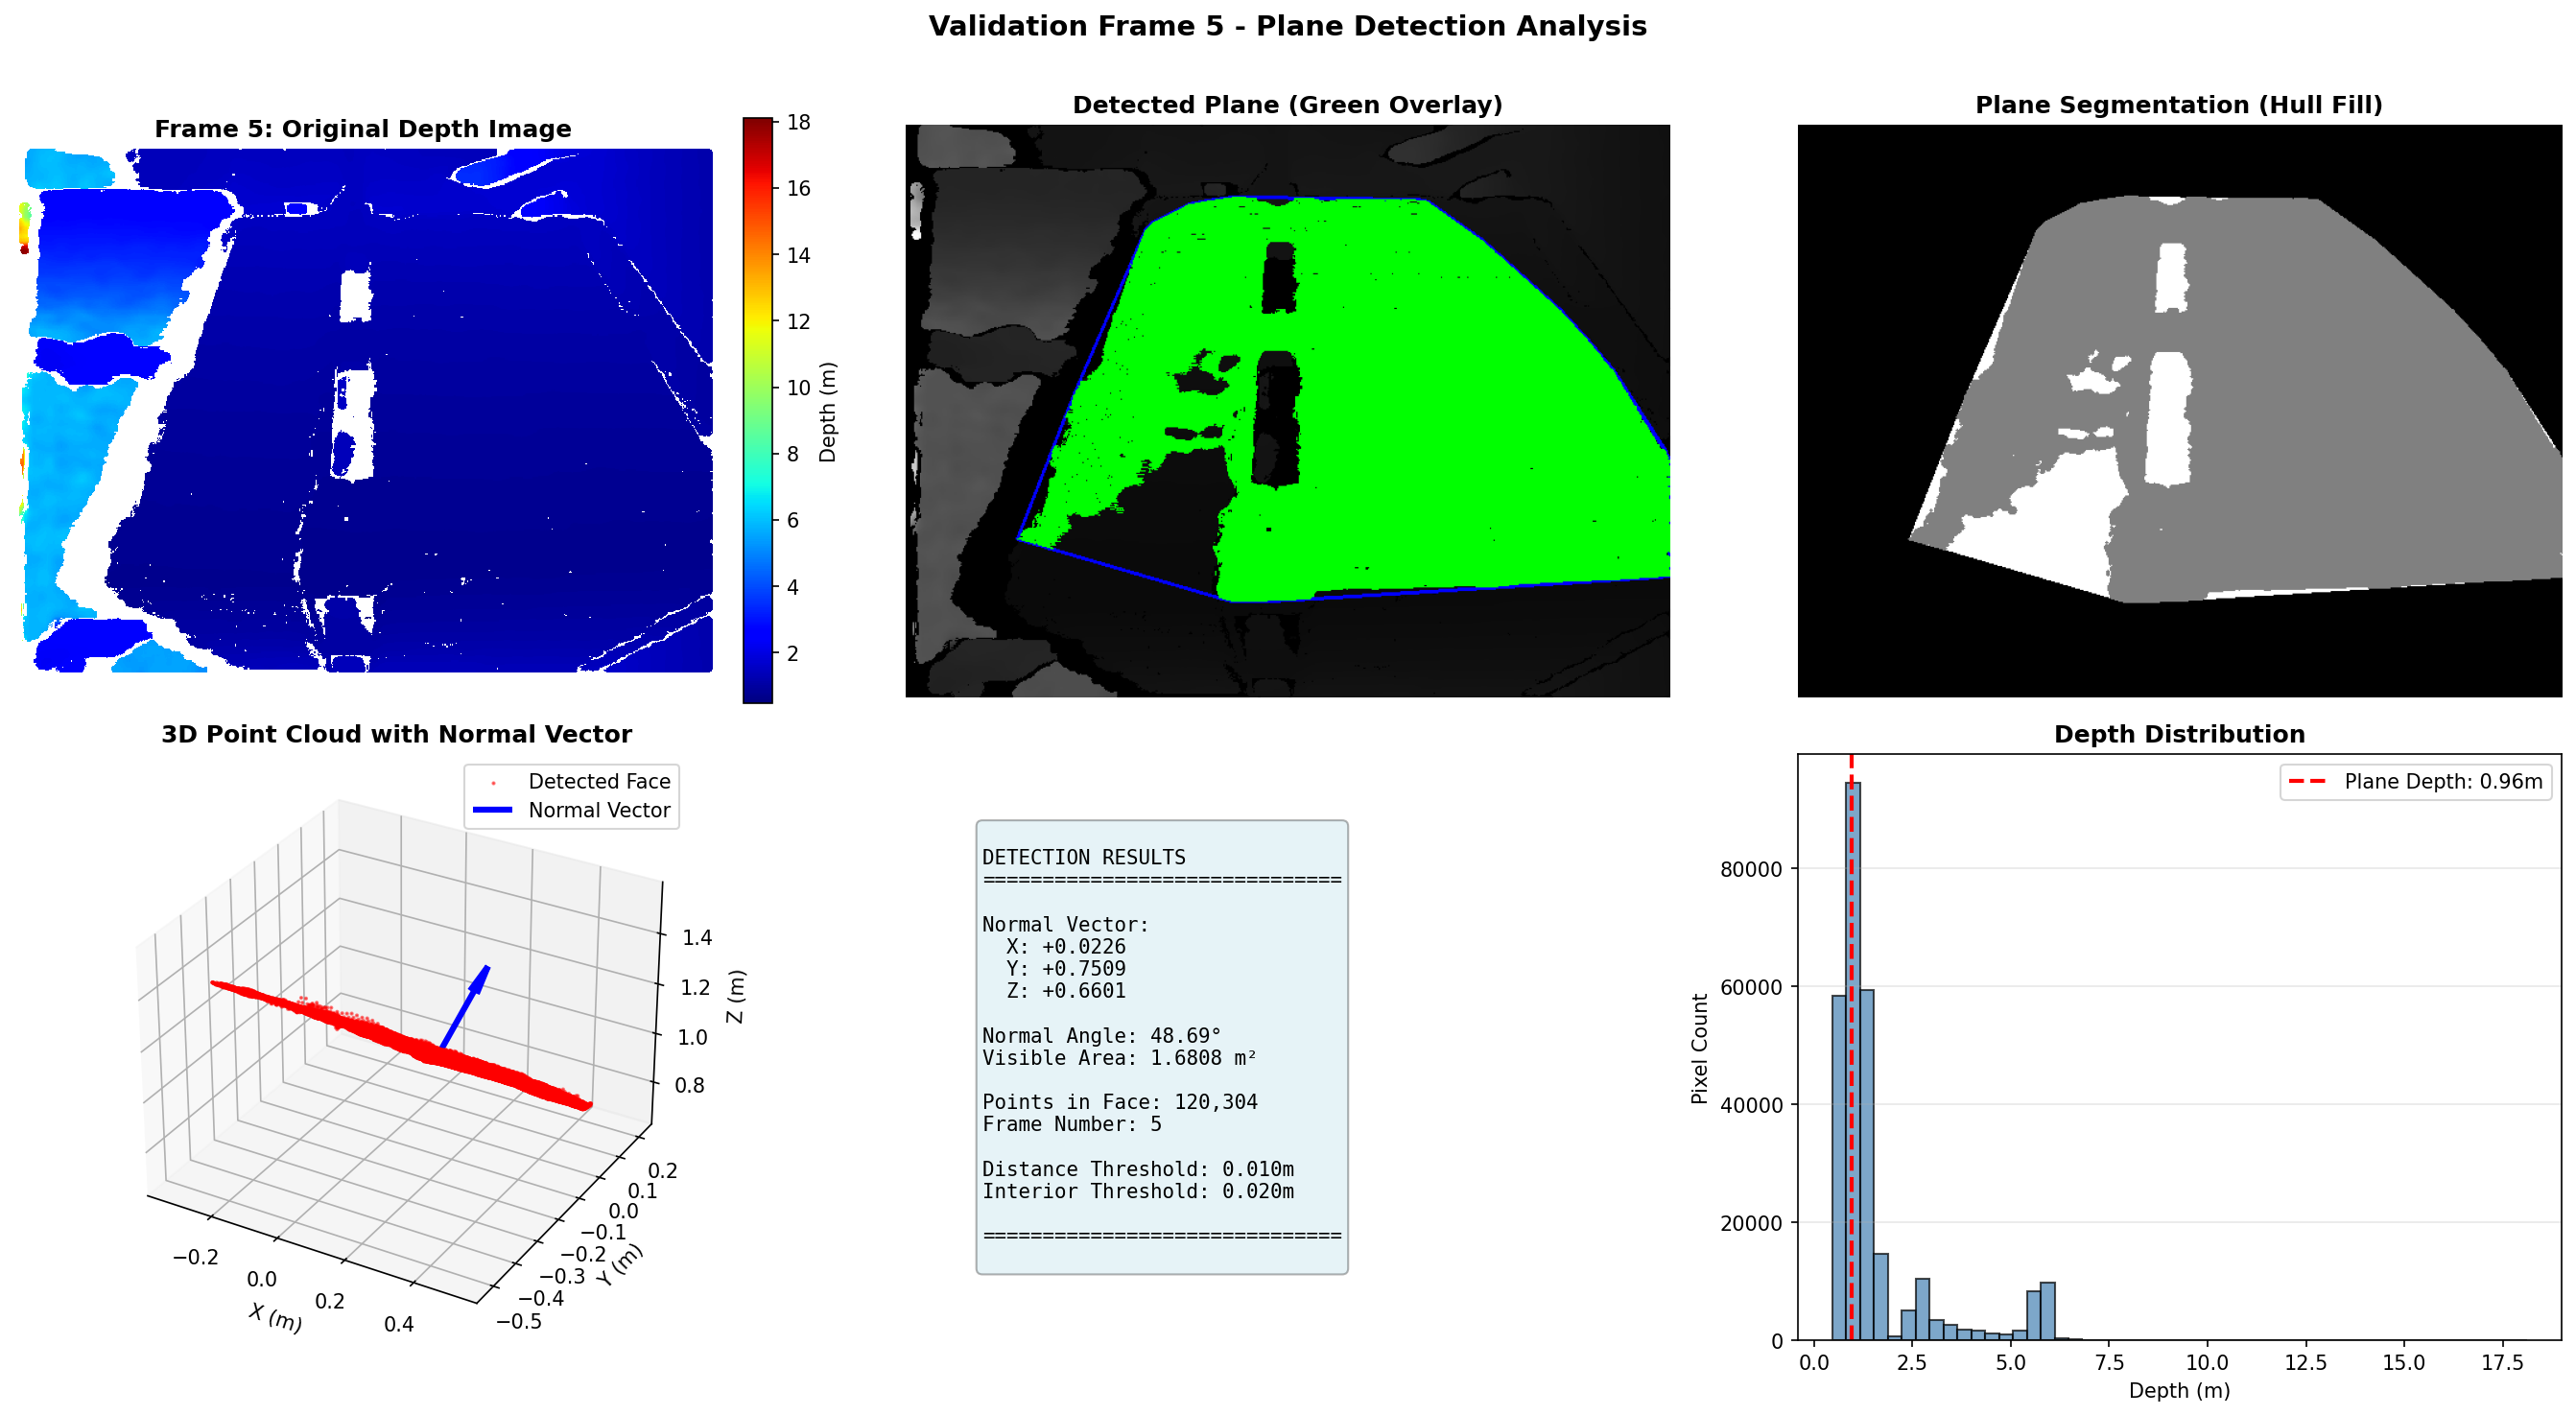 Validation Frame 5 - Plane Detection Analysis
Frame 5: Original Depth Image
18
16
14
12
10
8
6
4
2
Depth (m)
Detected Plane (Green Overlay)
Plane Segmentation (Hull Fill)
3D Point Cloud with Normal Vector
Detected Face
Normal Vector
1.4
1.2
1.0
0.8
Z (m)
0.2
0.1
0.0
−0.1
−0.2
−0.3
−0.4
−0.5
Y (m)
−0.2
0.0
0.2
0.4
X (m)
DETECTION RESULTS
==============================
Normal Vector:
X: +0.0226
Y: +0.7509
Z: +0.6601
Normal Angle: 48.69°
Visible Area: 1.6808 m²
Points in Face: 120,304
Frame Number: 5
Distance Threshold: 0.010m
Interior Threshold: 0.020m
==============================
Depth Distribution
Plane Depth: 0.96m
80000
60000
40000
20000
0
Pixel Count
0.0 2.5 5.0 7.5 10.0 12.5 15.0 17.5
Depth (m)